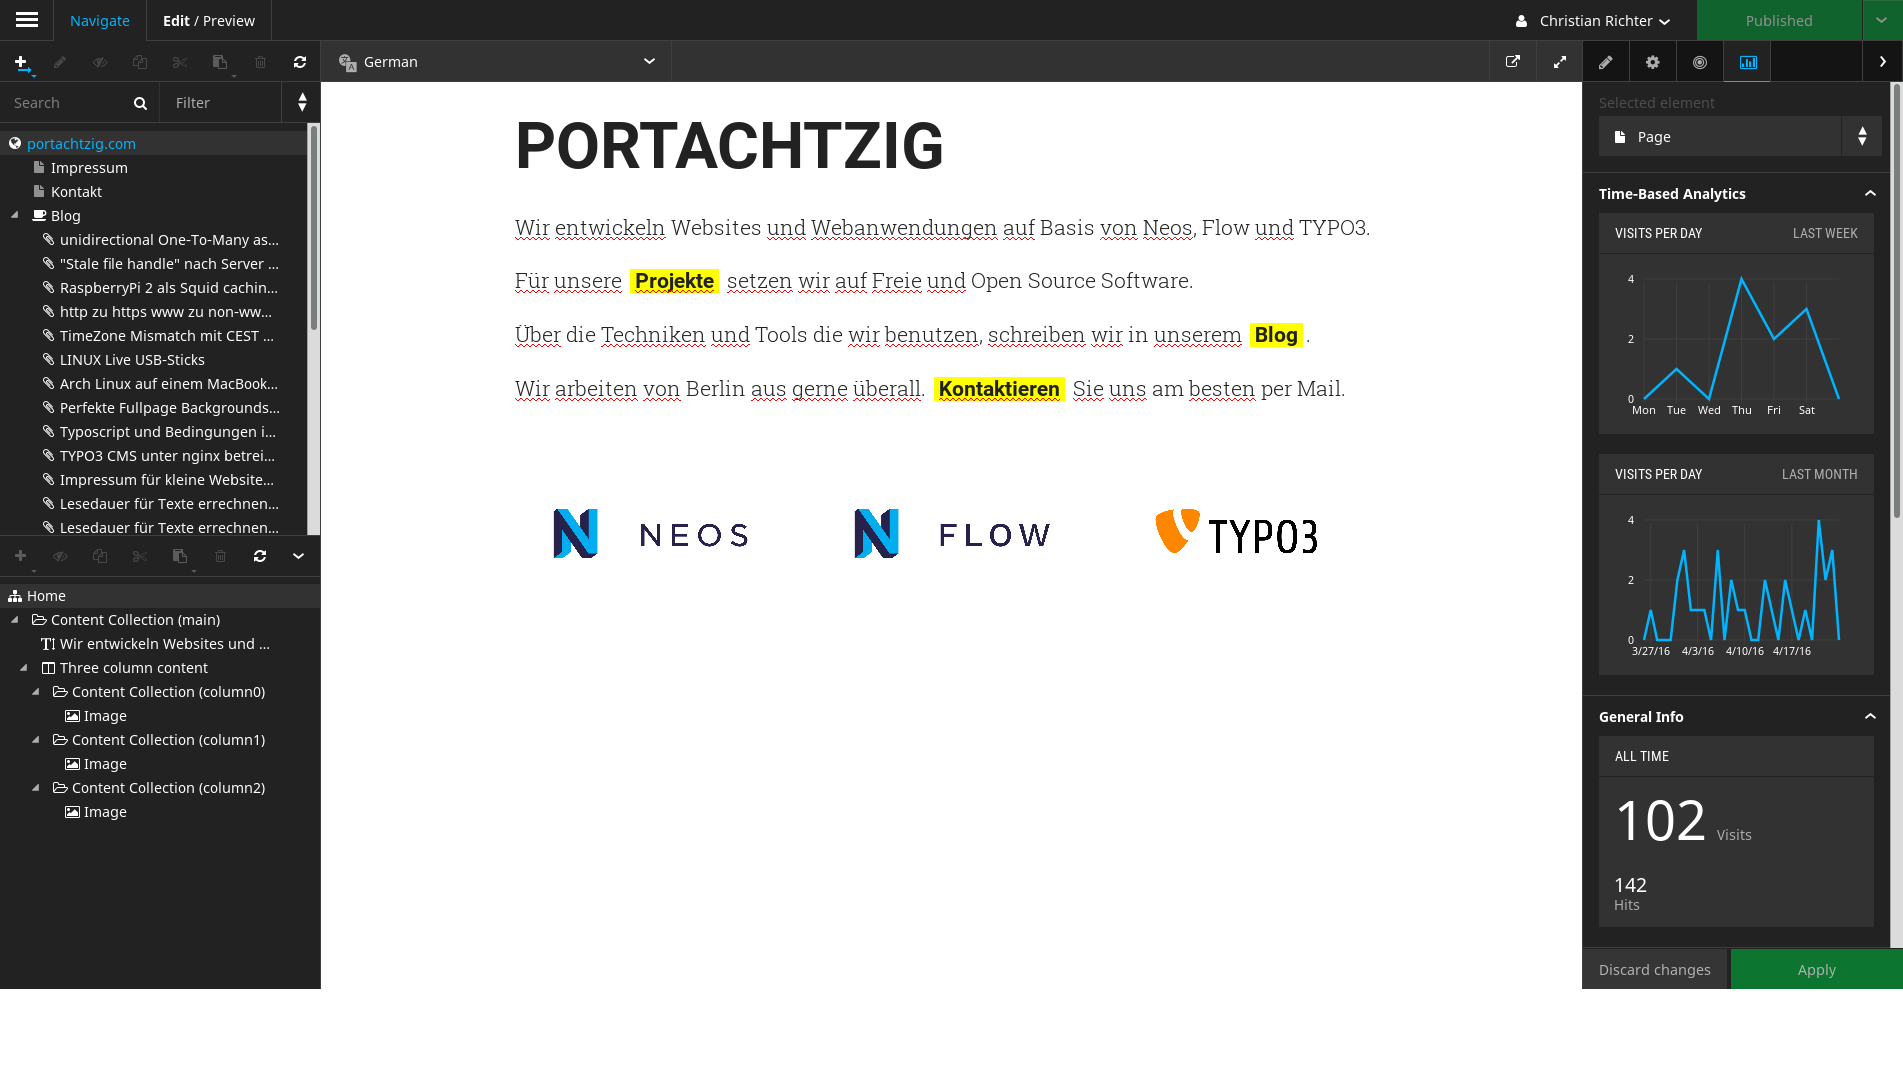 Navigate
Edit / Preview
Christian Richter
Published
German
Search
Filter
portachtzig.com
Impressum
Kontakt
Blog
unidirectional One-To-Many as...
"Stale file handle" nach Server ...
RaspberryPi 2 als Squid cachin...
http zu https www zu non-ww...
TimeZone Mismatch mit CEST ...
LINUX Live USB-Sticks
Arch Linux auf einem MacBook...
Perfekte Fullpage Backgrounds...
Typoscript und Bedingungen i...
TYPO3 CMS unter nginx betrei...
Impressum für kleine Website...
Lesedauer für Texte errechnen...
Lesedauer für Texte errechnen...
Home
Content Collection (main)
Wir entwickeln Websites und ...
Three column content
Content Collection (column0)
Image
Content Collection (column1)
Image
Content Collection (column2)
Image
PORTACHTZIG
Wir entwickeln Websites und Webanwendungen auf Basis von Neos, Flow und TYPO3.
Für unsere Projekte setzen wir auf Freie und Open Source Software.
Über die Techniken und Tools die wir benutzen, schreiben wir in unserem Blog .
Wir arbeiten von Berlin aus gerne überall. Kontaktieren Sie uns am besten per Mail.
NEOS
FLOW
TYPO3
Selected element
Page
Time-Based Analytics
VISITS PER DAY LAST WEEK
4
2
0
Mon Tue Wed Thu Fri Sat
VISITS PER DAY LAST MONTH
4
2
0
3/27/16 4/3/16 4/10/16 4/17/16
General Info
ALL TIME
102 Visits
142
Hits
Discard changes
Apply